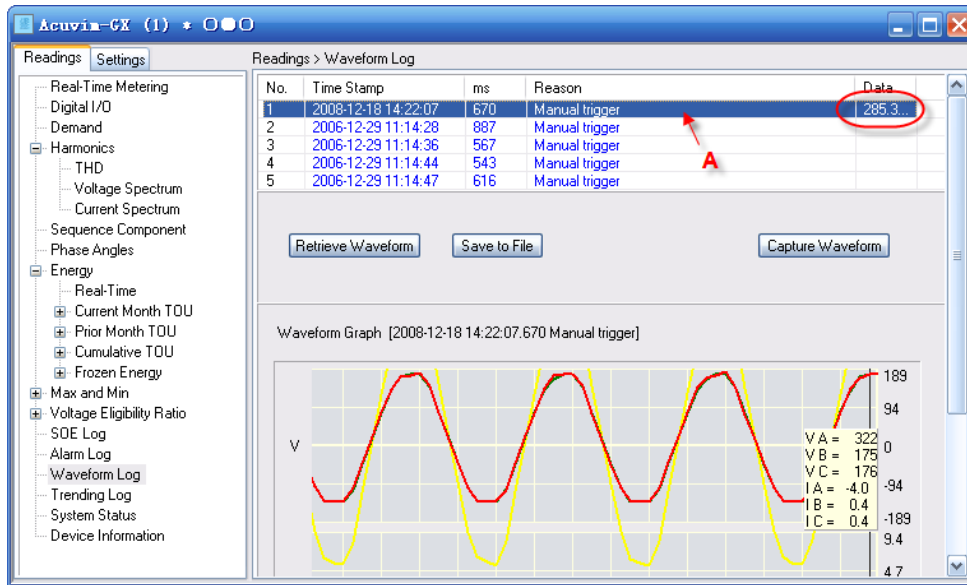 Acuvim-GX (1) * O●O
Readings Settings
Readings > Waveform Log
Real-Time Metering
Digital I/O
Demand
Harmonics
THD
Voltage Spectrum
Current Spectrum
Sequence Component
Phase Angles
Energy
Real-Time
Current Month TOU
Prior Month TOU
Cumulative TOU
Frozen Energy
Max and Min
Voltage Eligibility Ratio
SOE Log
Alarm Log
Waveform Log
Trending Log
System Status
Device Information
No. Time Stamp ms Reason Data
1 2008-12-18 14:22:07 670 Manual trigger 285.3...
2 2006-12-29 11:14:28 887 Manual trigger
3 2006-12-29 11:14:36 567 Manual trigger
4 2006-12-29 11:14:44 543 Manual trigger
5 2006-12-29 11:14:47 616 Manual trigger
A
Retrieve Waveform Save to File Capture Waveform
Waveform Graph [2008-12-18 14:22:07.670 Manual trigger]
V
189
94
0
-94
-189
9.4
4.7
V A = 322
V B = 175
V C = 176
I A = -4.0
I B = 0.4
I C = 0.4